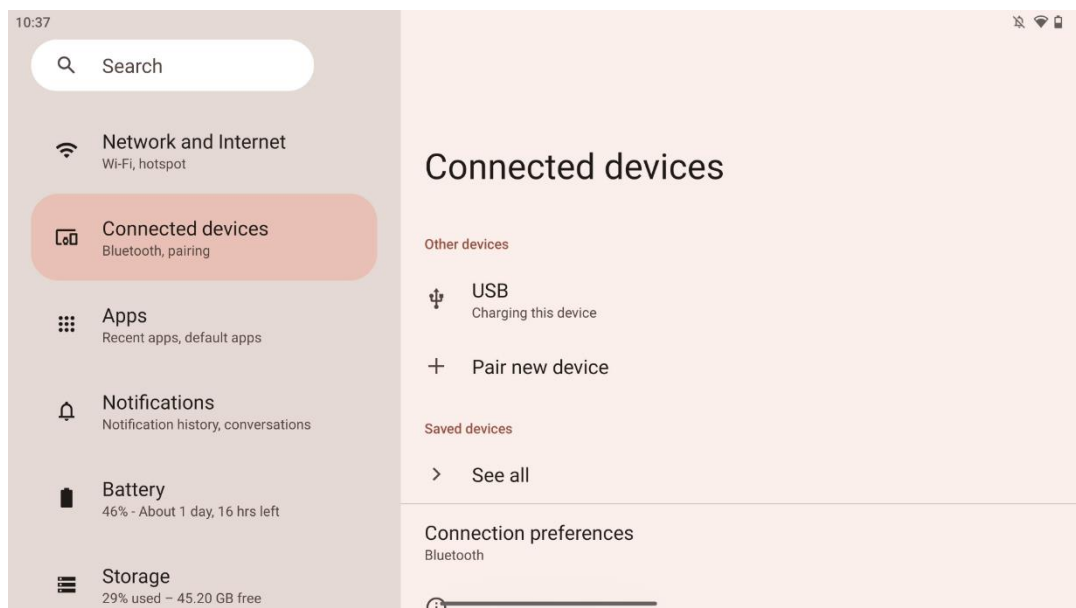 10:37
Search
Network and Internet
Wi-Fi, hotspot
Connected devices
Bluetooth, pairing
Apps
Recent apps, default apps
Notifications
Notification history, conversations
Battery
46% - About 1 day, 16 hrs left
Storage
29% used – 45.20 GB free
Connected devices
Other devices
USB
Charging this device
Pair new device
Saved devices
See all
Connection preferences
Bluetooth